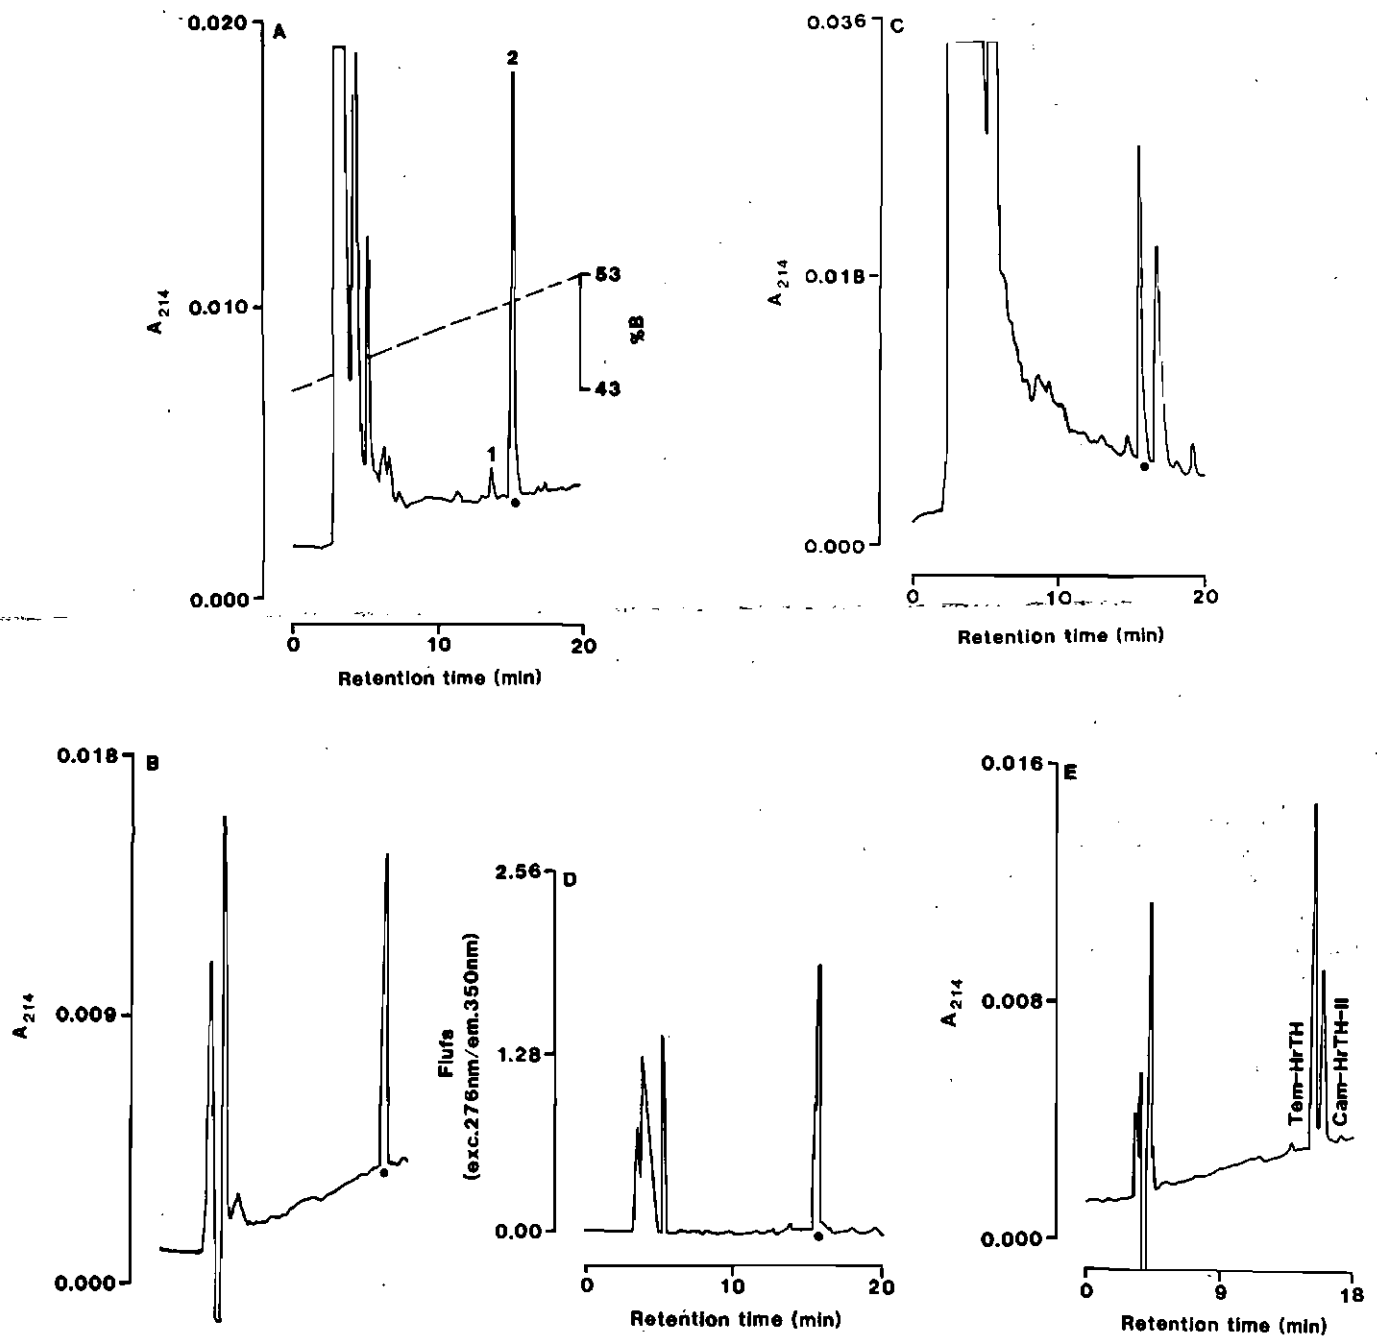 A
0.020
0.010
0.000
A214
1
2
53
43
%B
0 10 20
Retention time (min)
C
0.036
0.018
0.000
A214
0 10 20
Retention time (min)
B
0.018
0.009
0.000
A214
D
2.56
1.28
0.00
Flufs
(exc.276nm/em.350nm)
0 10 20
Retention time (min)
E
0.016
0.008
0.000
A214
Tem-HrTH
Cam-HrTH-II
0 9 18
Retention time (min)